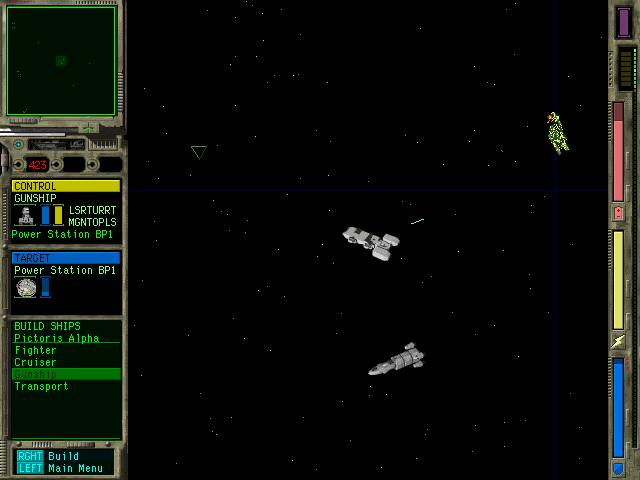 423
CONTROL
GUNSHIP
LSRTURRT
MGNTOPLS
Power Station BP1
TARGET
Power Station BP1
BUILD SHIPS
Pictoris Alpha
Fighter
Cruiser
Gunship
Transport
RGHT Build
LEFT Main Menu